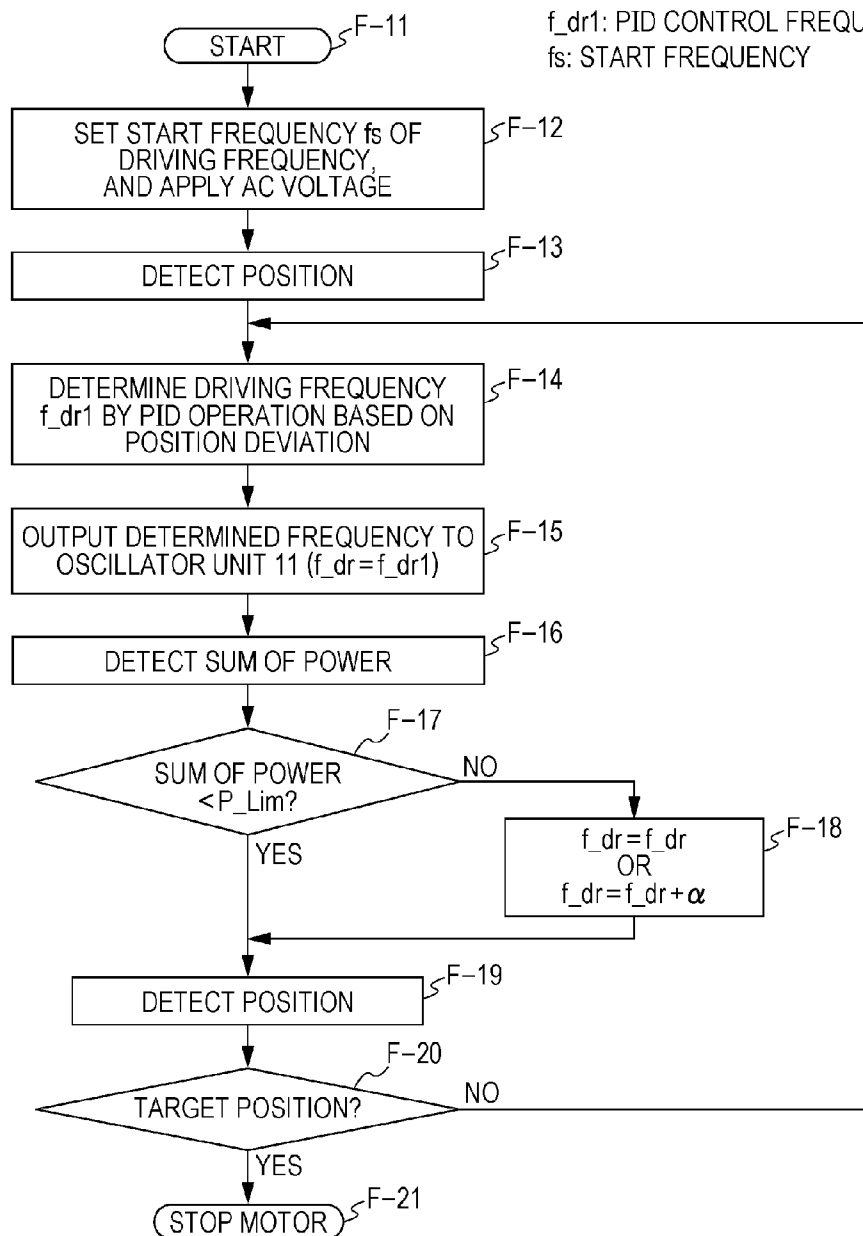 START
F-11
f_dr1: PID CONTROL
fs: START FREQUENCY
SET START FREQUENCY fs OF
DRIVING FREQUENCY,
AND APPLY AC VOLTAGE
F-12
DETECT POSITION
F-13
DETERMINE DRIVING FREQUENCY
f_dr1 BY PID OPERATION BASED ON
POSITION DEVIATION
F-14
OUTPUT DETERMINED FREQUENCY TO
OSCILLATOR UNIT 11 (f_dr=f_dr1)
F-15
DETECT SUM OF POWER
F-16
SUM OF POWER
<P_Lim?
F-17
NO
YES
f_dr=f_dr
OR
f_dr=f_dr+α
F-18
DETECT POSITION
F-19
TARGET POSITION?
F-20
NO
YES
STOP MOTOR
F-21